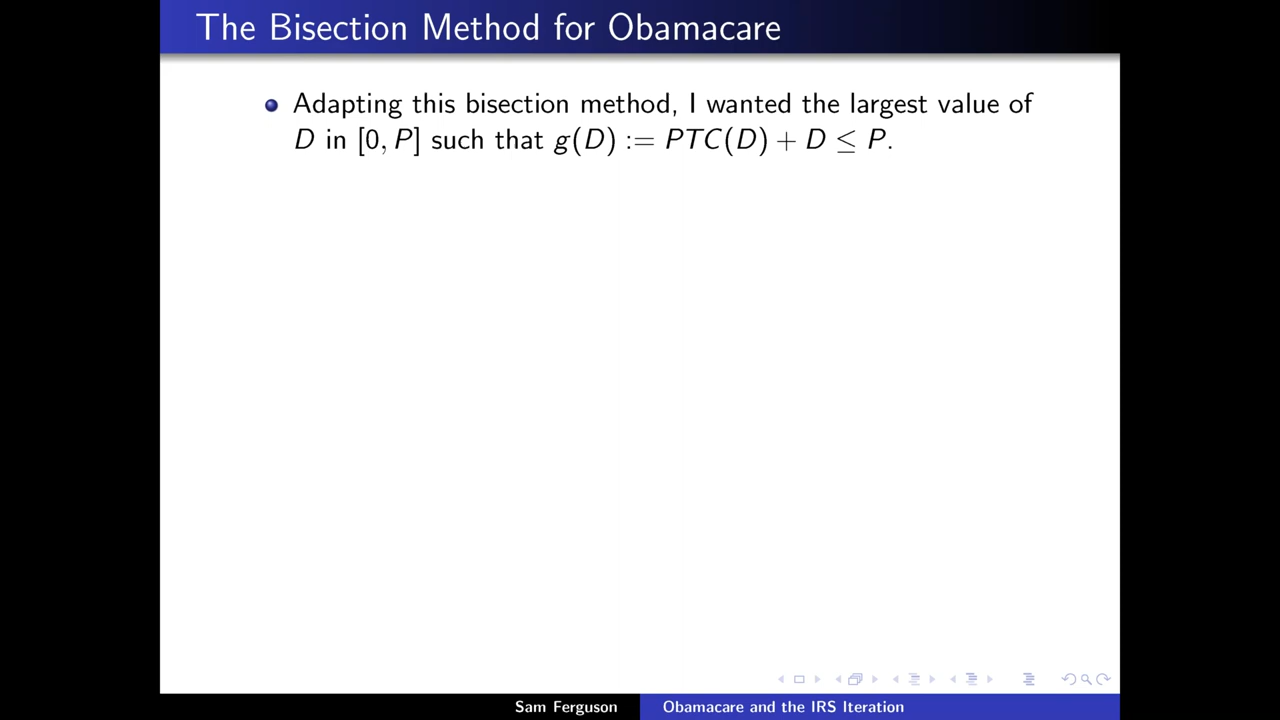 The Bisection Method for Obamacare
Adapting this bisection method, I wanted the largest value of
D in [0, P] such that g(D) := PTC(D) + D ≤ P.
Sam Ferguson
Obamacare and the IRS Iteration